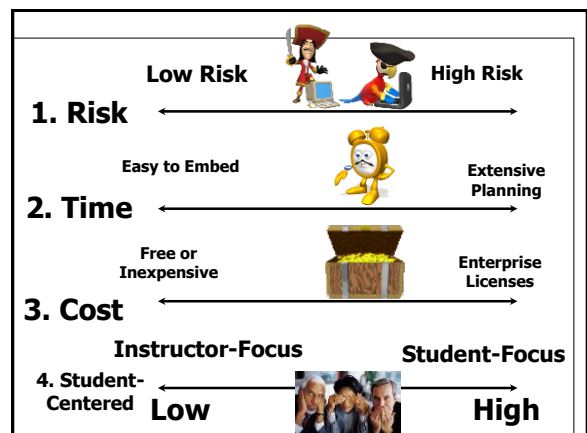 Low Risk
High Risk
1. Risk
Easy to Embed
Extensive
Planning
2. Time
Free or
Inexpensive
Enterprise
Licenses
3. Cost
Instructor-Focus
Student-Focus
4. Student-
Centered
Low
High